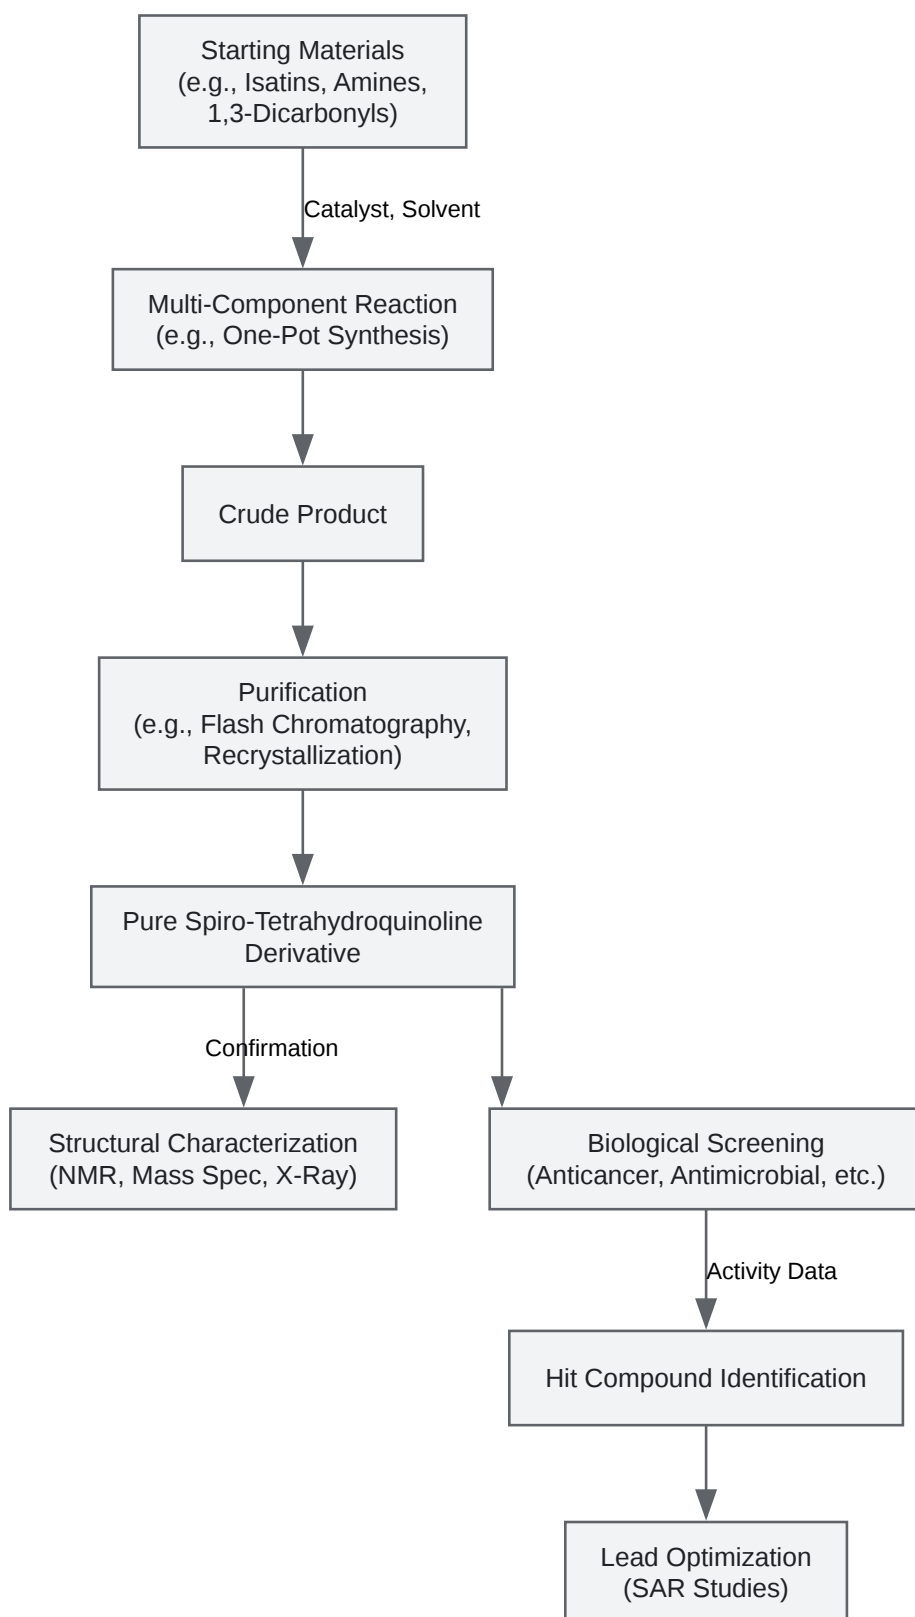 Starting Materials
(e.g., Isatins, Amines,
1,3-Dicarbonyls)
Catalyst, Solvent
Multi-Component Reaction
(e.g., One-Pot Synthesis)
Crude Product
Purification
(e.g., Flash Chromatography,
Recrystallization)
Pure Spiro-Tetrahydroquinoline
Derivative
Confirmation
Structural Characterization
(NMR, Mass Spec, X-Ray)
Biological Screening
(Anticancer, Antimicrobial, etc.)
Activity Data
Hit Compound Identification
Lead Optimization
(SAR Studies)